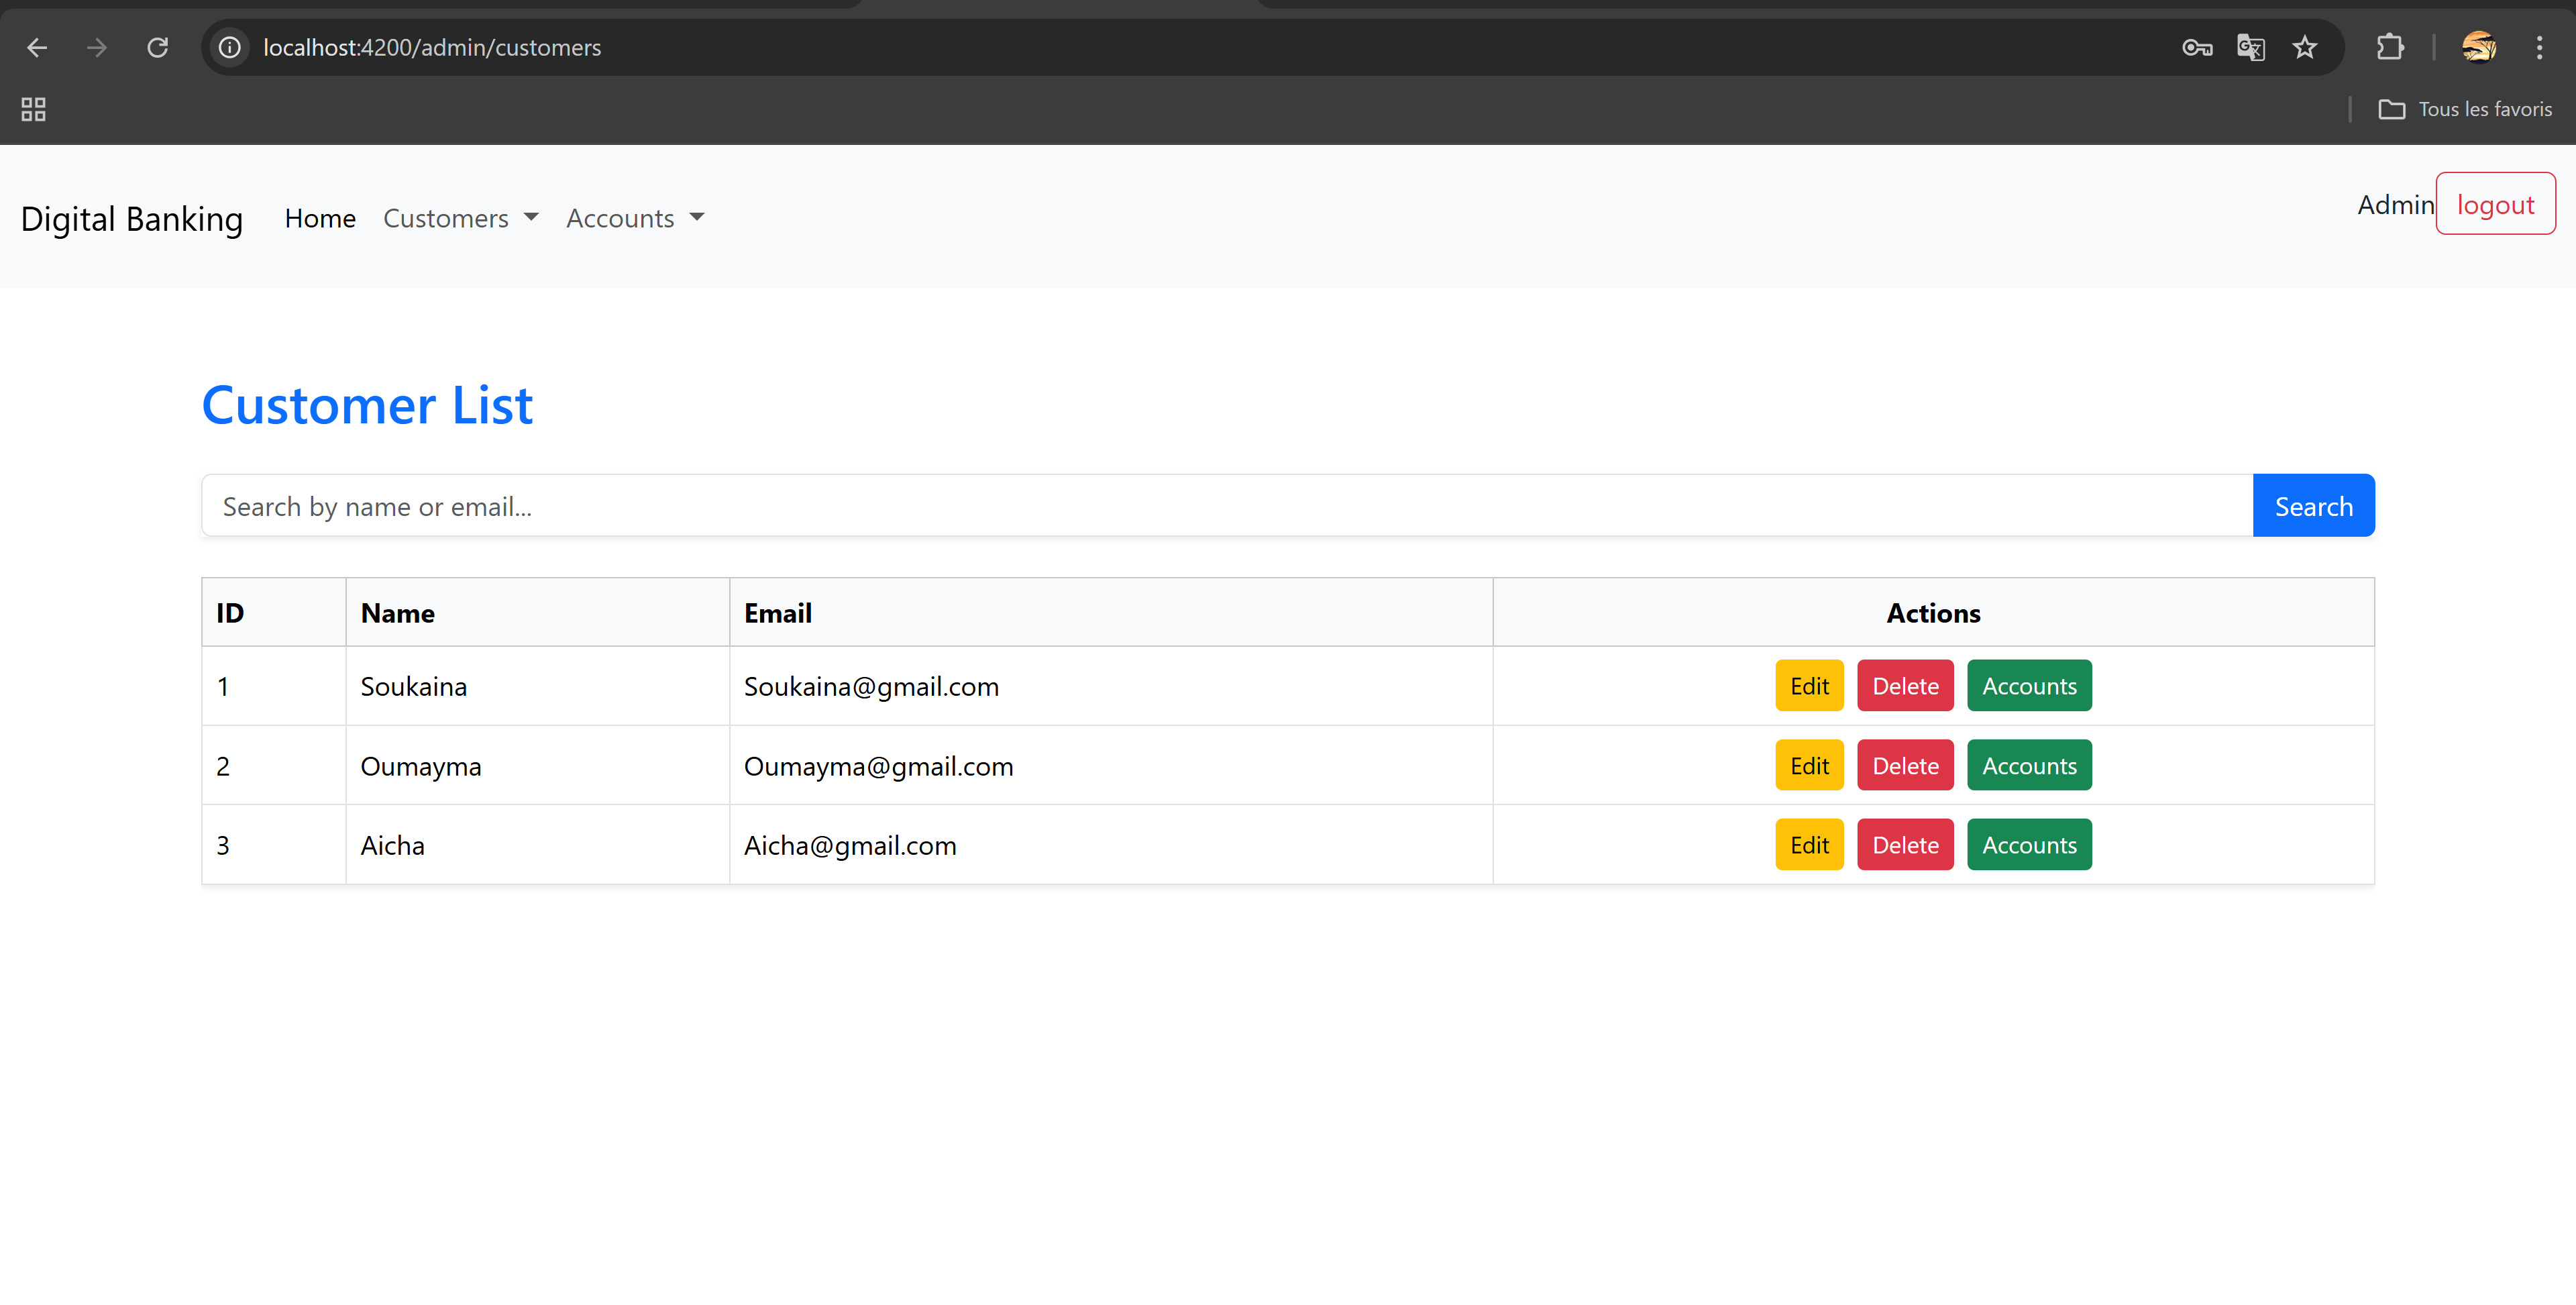 localhost:4200/admin/customers
Tous les favoris
Digital Banking Home Customers Accounts Admin logout
Customer List
Search by name or email... Search
ID Name Email Actions
1 Soukaina Soukaina@gmail.com Edit Delete Accounts
2 Oumayma Oumayma@gmail.com Edit Delete Accounts
3 Aicha Aicha@gmail.com Edit Delete Accounts